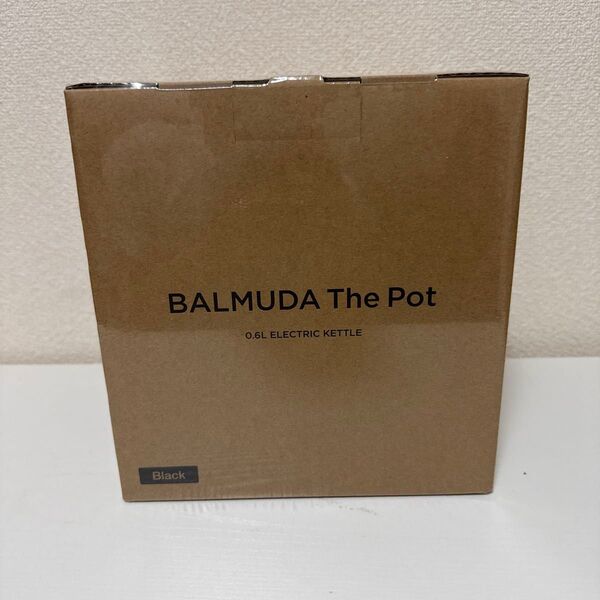 BALMUDA The Pot
0.6L ELECTRIC KETTLE
Black